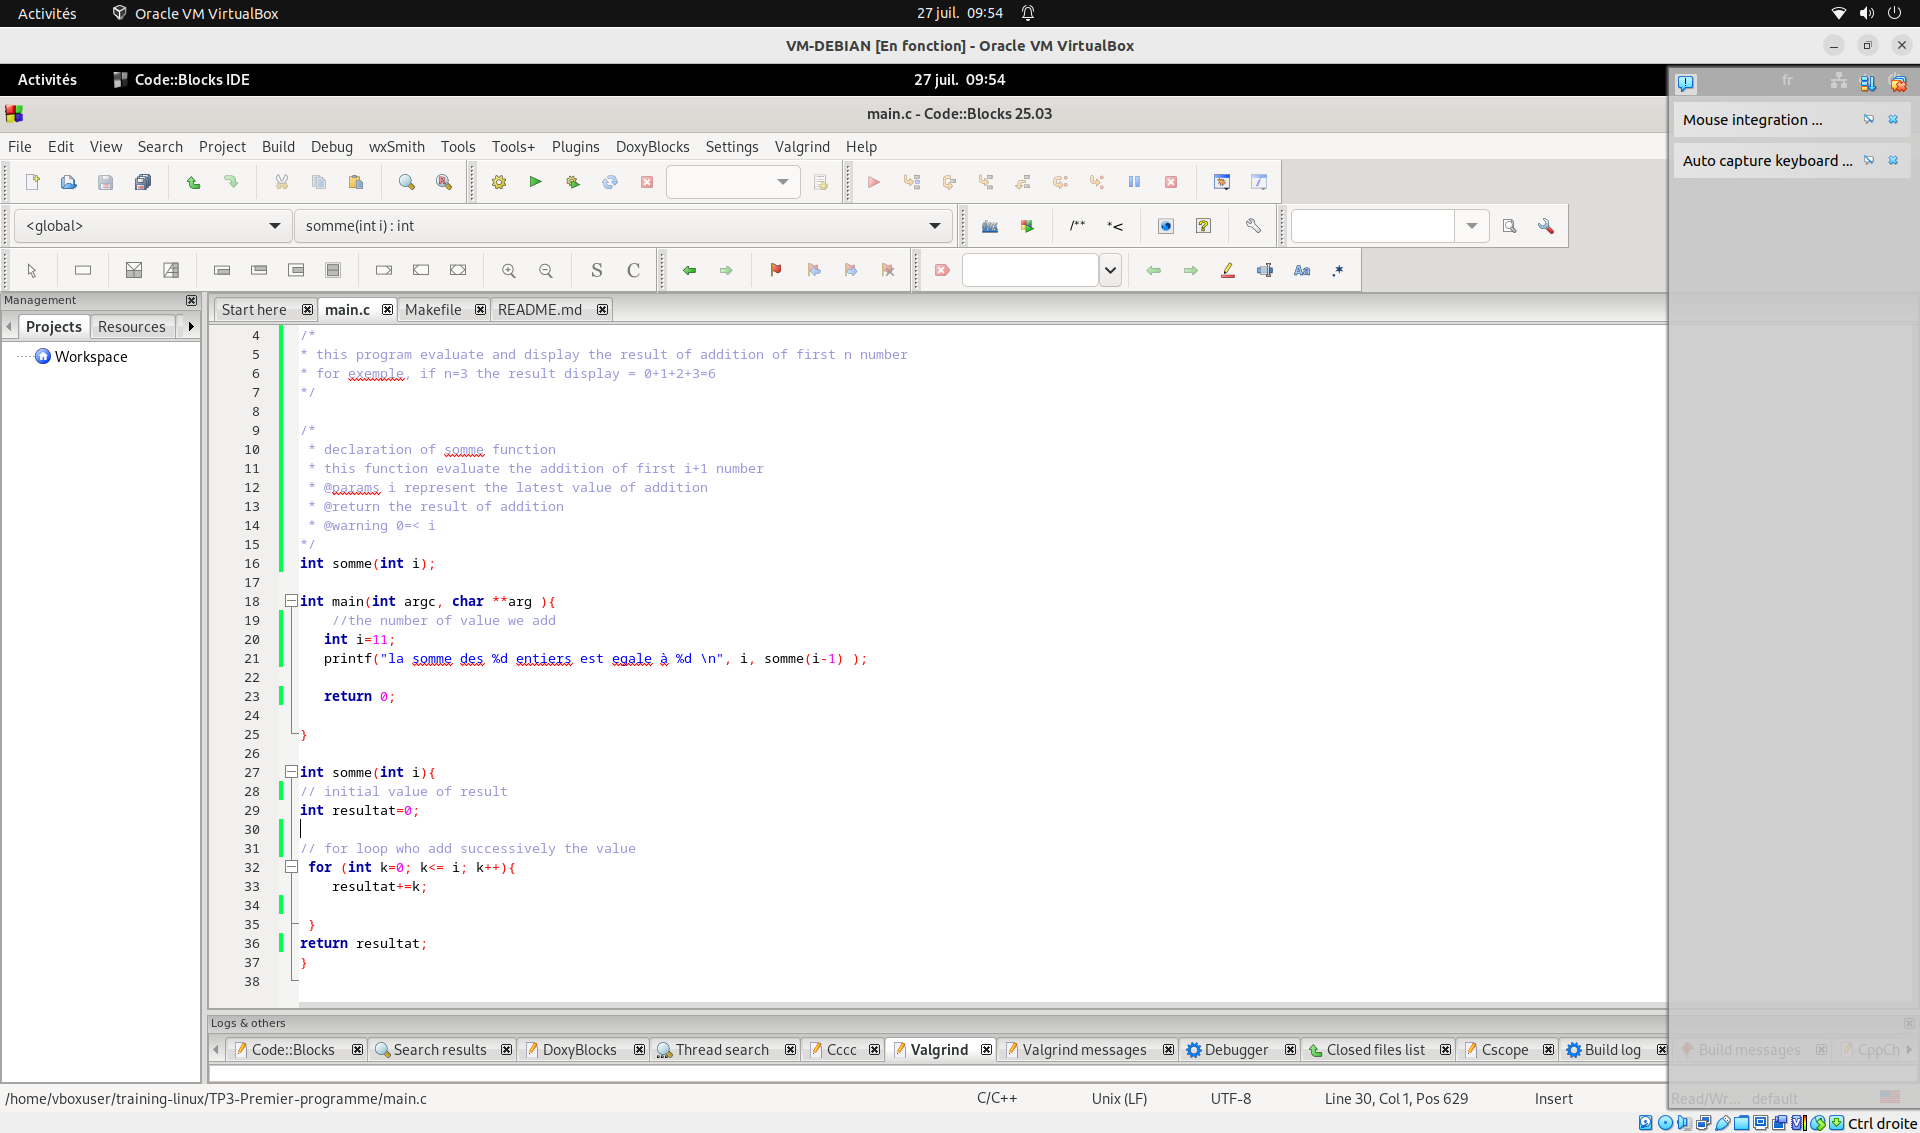 Activités Oracle VM VirtualBox 27 juil. 09:54
VM-DEBIAN [En fonction] - Oracle VM VirtualBox
Activités Code::Blocks IDE 27 juil. 09:54 fr
main.c - Code::Blocks 25.03
Mouse integration ...
File Edit View Search Project Build Debug wxSmith Tools Tools+ Plugins DoxyBlocks Settings Valgrind Help
Auto capture keyboard ...
<global> somme(int i) : int /** *<
S C Aa .*
Management
Start here main.c Makefile README.md
Projects Resources
Workspace
4 /*
5 * this program evaluate and display the result of addition of first n number
6 * for exemple, if n=3 the result display = 0+1+2+3=6
7 */
8
9 /*
10 * declaration of somme function
11 * this function evaluate the addition of first i+1 number
12 * @params i represent the latest value of addition
13 * @return the result of addition
14 * @warning 0=< i
15 */
16 int somme(int i);
17
18 int main(int argc, char **arg ){
19 //the number of value we add
20 int i=11;
21 printf("la somme des %d entiers est egale à %d \n", i, somme(i-1) );
22
23 return 0;
24
25 }
26
27 int somme(int i){
28 // initial value of result
29 int resultat=0;
30
31 // for loop who add successively the value
32 for (int k=0; k<= i; k++){
33 resultat+=k;
34
35 }
36 return resultat;
37 }
38
Logs & others
Code::Blocks Search results DoxyBlocks Thread search Cccc Valgrind Valgrind messages Debugger Closed files list Cscope Build log Build messages CppCh
/home/vboxuser/training-linux/TP3-Premier-programme/main.c C/C++ Unix (LF) UTF-8 Line 30, Col 1, Pos 629 Insert Read/Wr... default
Ctrl droite